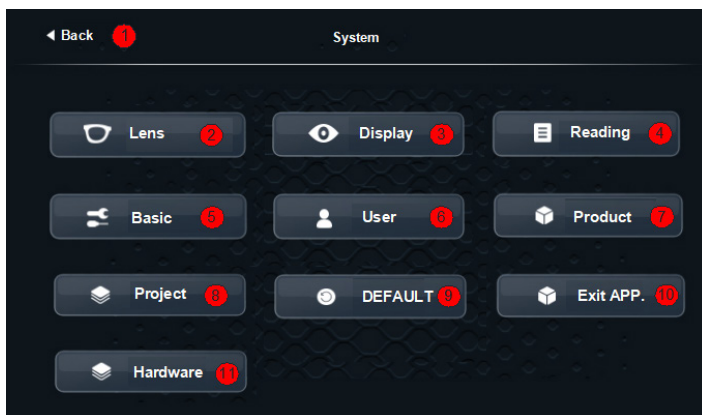 Back 1 System
Lens 2 Display 3 Reading 4
Basic 5 User 6 Product 7
Project 8 DEFAULT 9 Exit APP. 10
Hardware 11